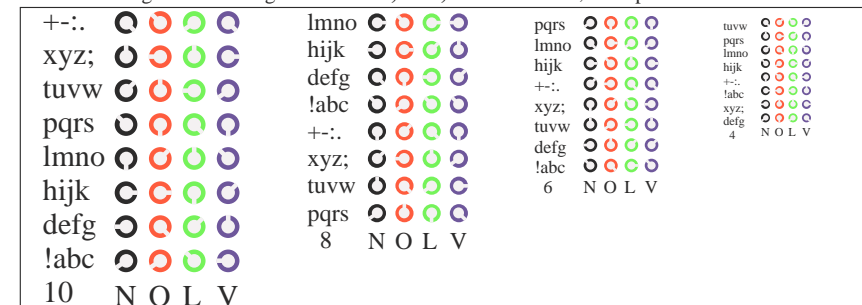 +-:.
xyz;
tuvw
pqrs
lmno
hijk
defg
!abc
10 N O L V
lmno
hijk
defg
!abc
+-:.
xyz;
tuvw
pqrs
8 N O L V
pqrs
lmno
hijk
+-:.
xyz;
tuvw
defg
!abc
6 N O L V
tuvw
pqrs
lmno
hijk
+-:.
!abc
xyz;
defg
4 N O L V